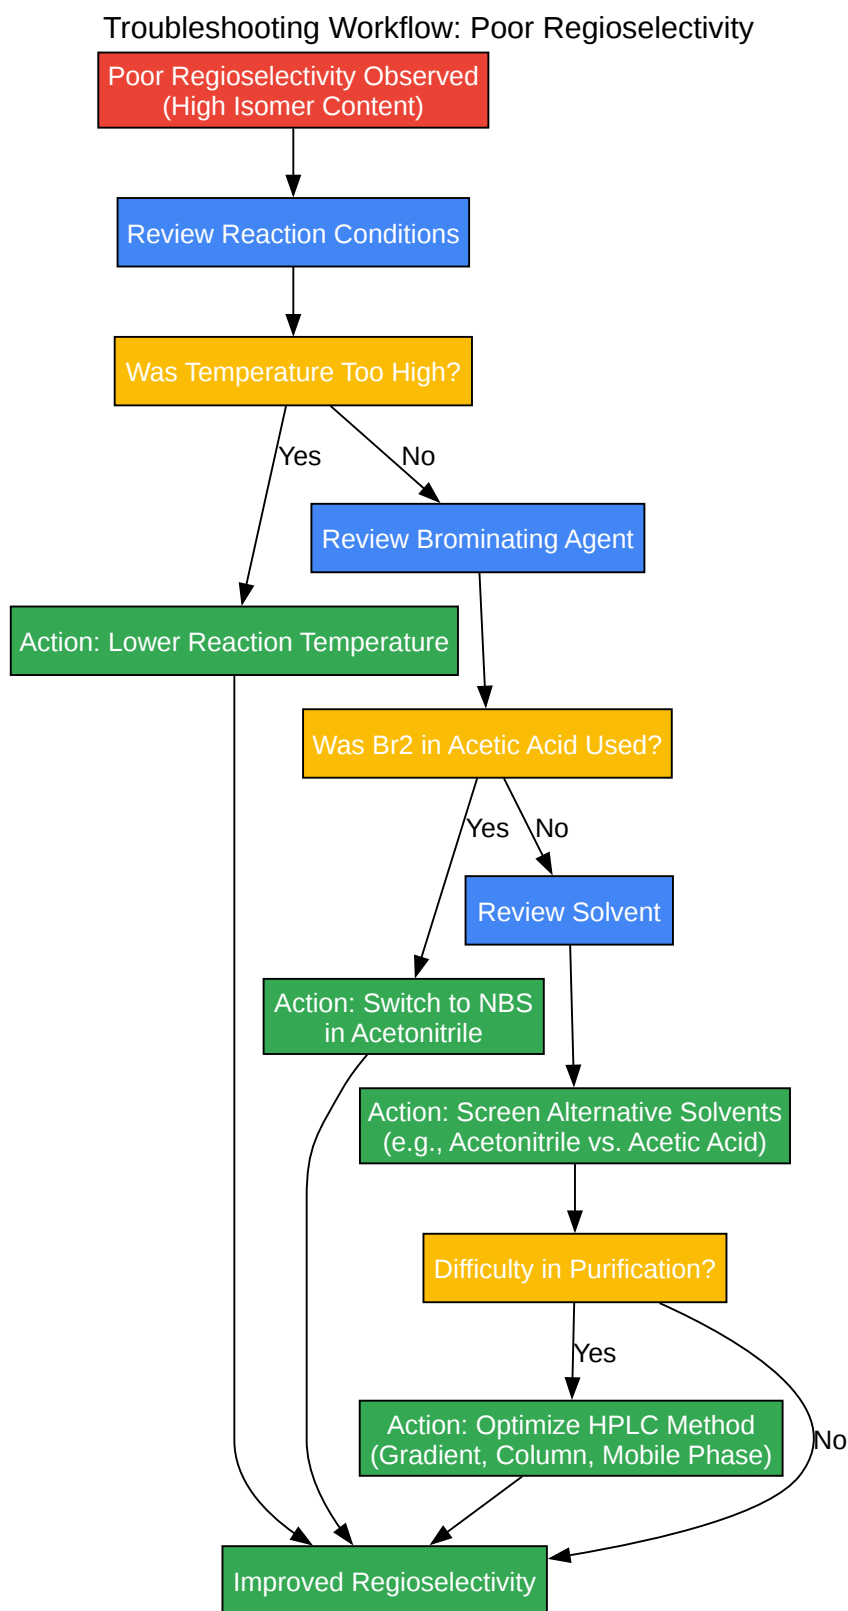 Troubleshooting Workflow: Poor Regioselectivity
Poor Regioselectivity Observed
(High Isomer Content)
Review Reaction Conditions
Was Temperature Too High?
Yes
No
Review Brominating Agent
Action: Lower Reaction Temperature
Was Br2 in Acetic Acid Used?
Yes
No
Review Solvent
Action: Switch to NBS
in Acetonitrile
Action: Screen Alternative Solvents
(e.g., Acetonitrile vs. Acetic Acid)
Difficulty in Purification?
Yes
Action: Optimize HPLC Method
(Gradient, Column, Mobile Phase)
No
Improved Regioselectivity